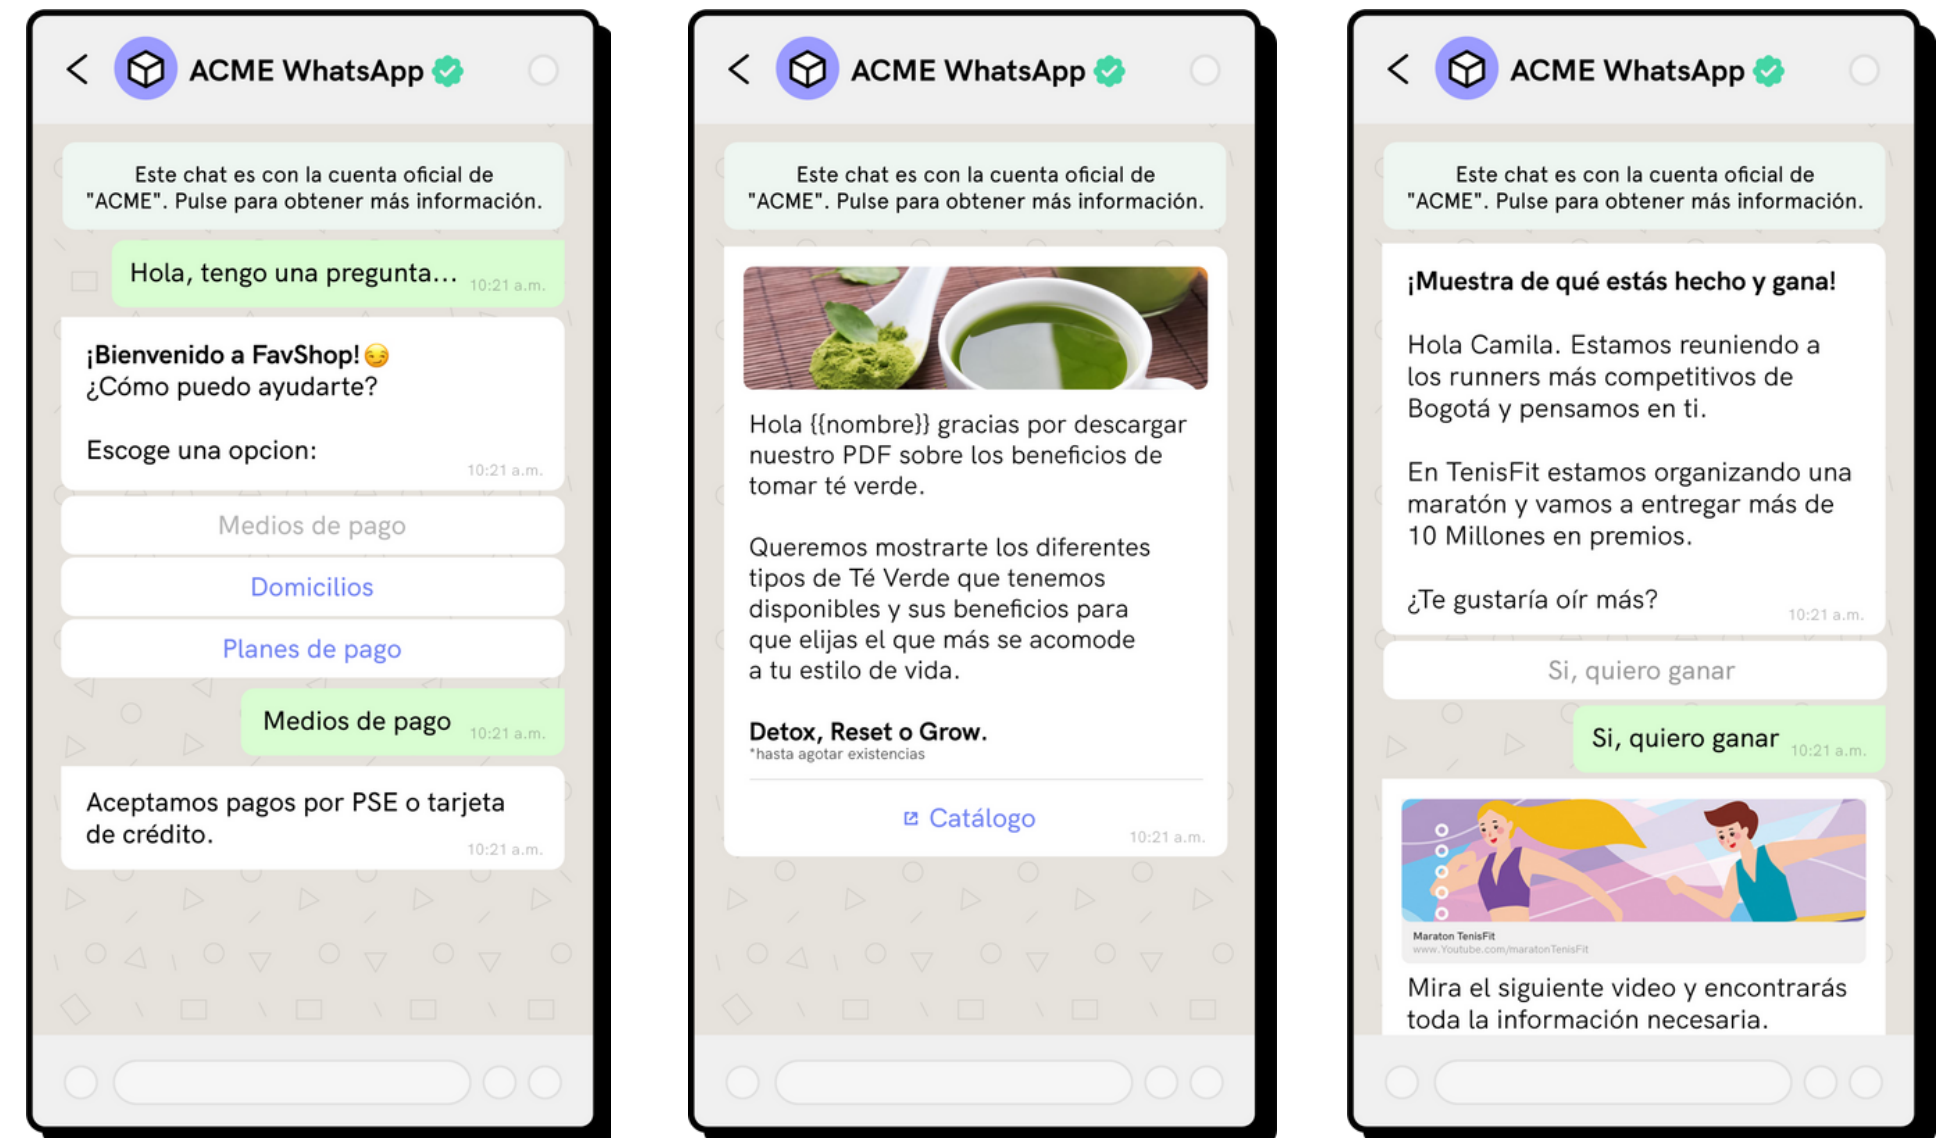 ACME WhatsApp
Este chat es con la cuenta oficial de
"ACME". Pulse para obtener más información.
Hola, tengo una pregunta...
10:21 a.m.
¡Bienvenido a FavShop!😏
¿Cómo puedo ayudarte?
Escoge una opcion:
10:21 a.m.
Medios de pago
Domicilios
Planes de pago
Medios de pago
10:21 a.m.
Aceptamos pagos por PSE o tarjeta
de crédito.
10:21 a.m.
ACME WhatsApp
Este chat es con la cuenta oficial de
"ACME". Pulse para obtener más información.
Hola {{nombre}} gracias por descargar
nuestro PDF sobre los beneficios de
tomar té verde.
Queremos mostrarte los diferentes
tipos de Té Verde que tenemos
disponibles y sus beneficios para
que elijas el que más se acomode
a tu estilo de vida.
Detox, Reset o Grow.
*hasta agotar existencias
Catálogo
10:21 a.m.
ACME WhatsApp
Este chat es con la cuenta oficial de
"ACME". Pulse para obtener más información.
¡Muestra de qué estás hecho y gana!
Hola Camila. Estamos reuniendo a
los runners más competitivos de
Bogotá y pensamos en ti.
En TenisFit estamos organizando una
maratón y vamos a entregar más de
10 Millones en premios.
¿Te gustaría oír más?
10:21 a.m.
Si, quiero ganar
Si, quiero ganar
10:21 a.m.
Maraton TenisFit
www.Youtube.com/maratonTenisFit
Mira el siguiente video y encontrarás
toda la información necesaria.